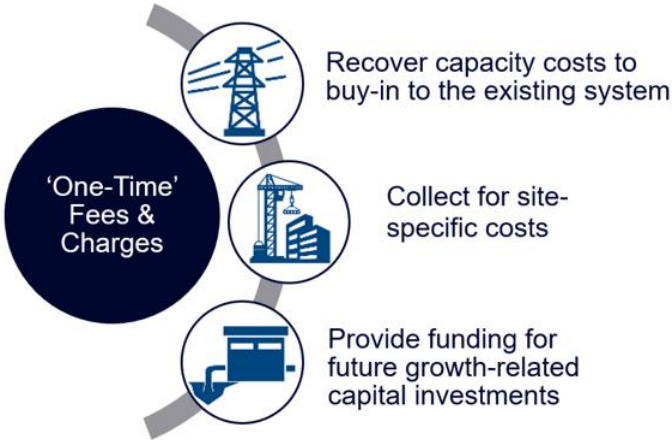 ‘One-Time’
Fees &
Charges
Recover capacity costs to
buy-in to the existing system
Collect for site-
specific costs
Provide funding for
future growth-related
capital investments